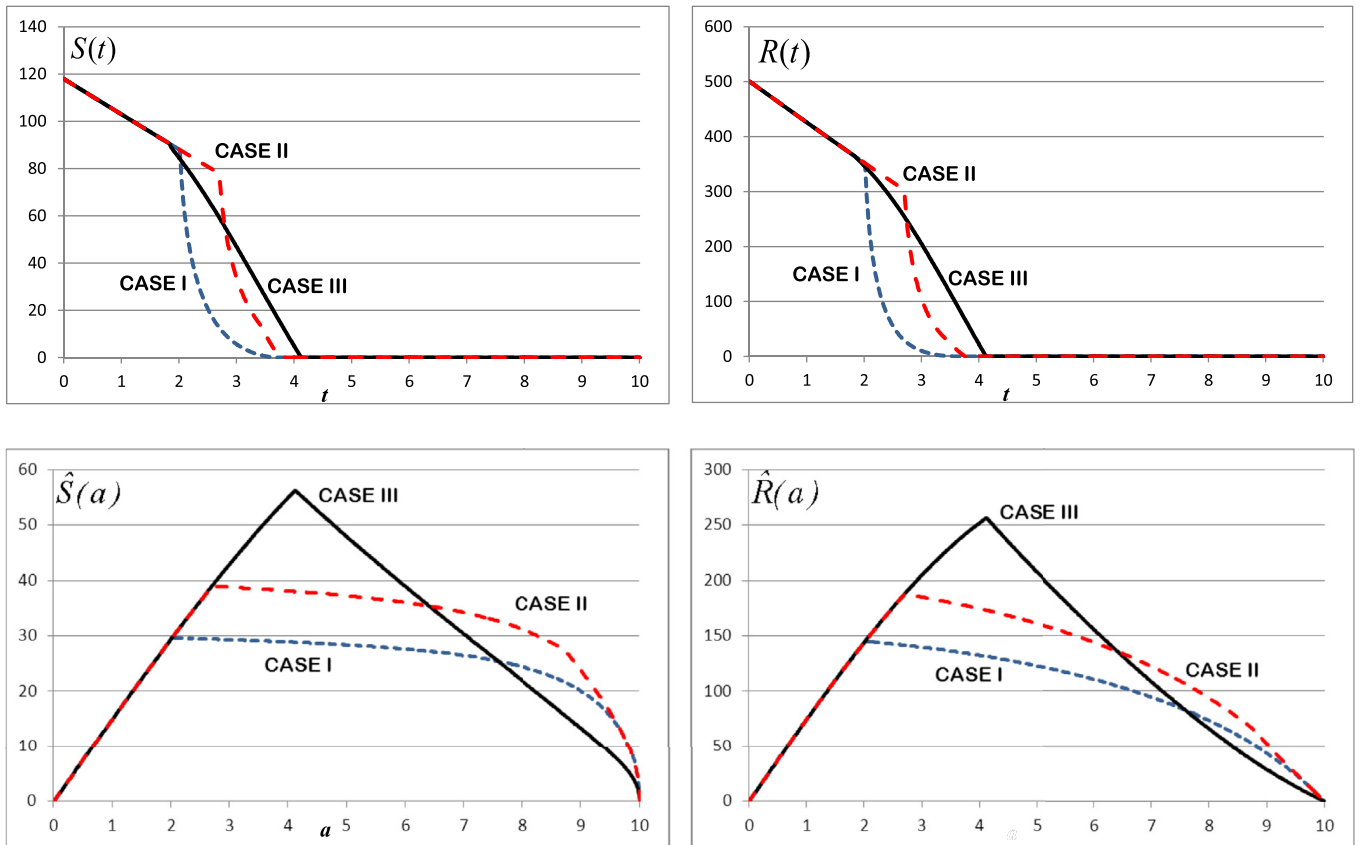 140
S(t)
120
100
CASE II
80
60
40
CASE I
CASE III
20
0
0 1 2 3 4 5 6 7 8 9 10
t
600
R(t)
500
400
CASE II
300
200
CASE I
CASE III
100
0
0 1 2 3 4 5 6 7 8 9 10
t
60
Ŝ(a)
CASE III
50
40
CASE II
30
CASE I
20
10
0
0 1 2 3 4 5 6 7 8 9 10
a
300
R̂(a)
CASE III
250
200
150
CASE II
CASE I
100
50
0
0 1 2 3 4 5 6 7 8 9 10
a